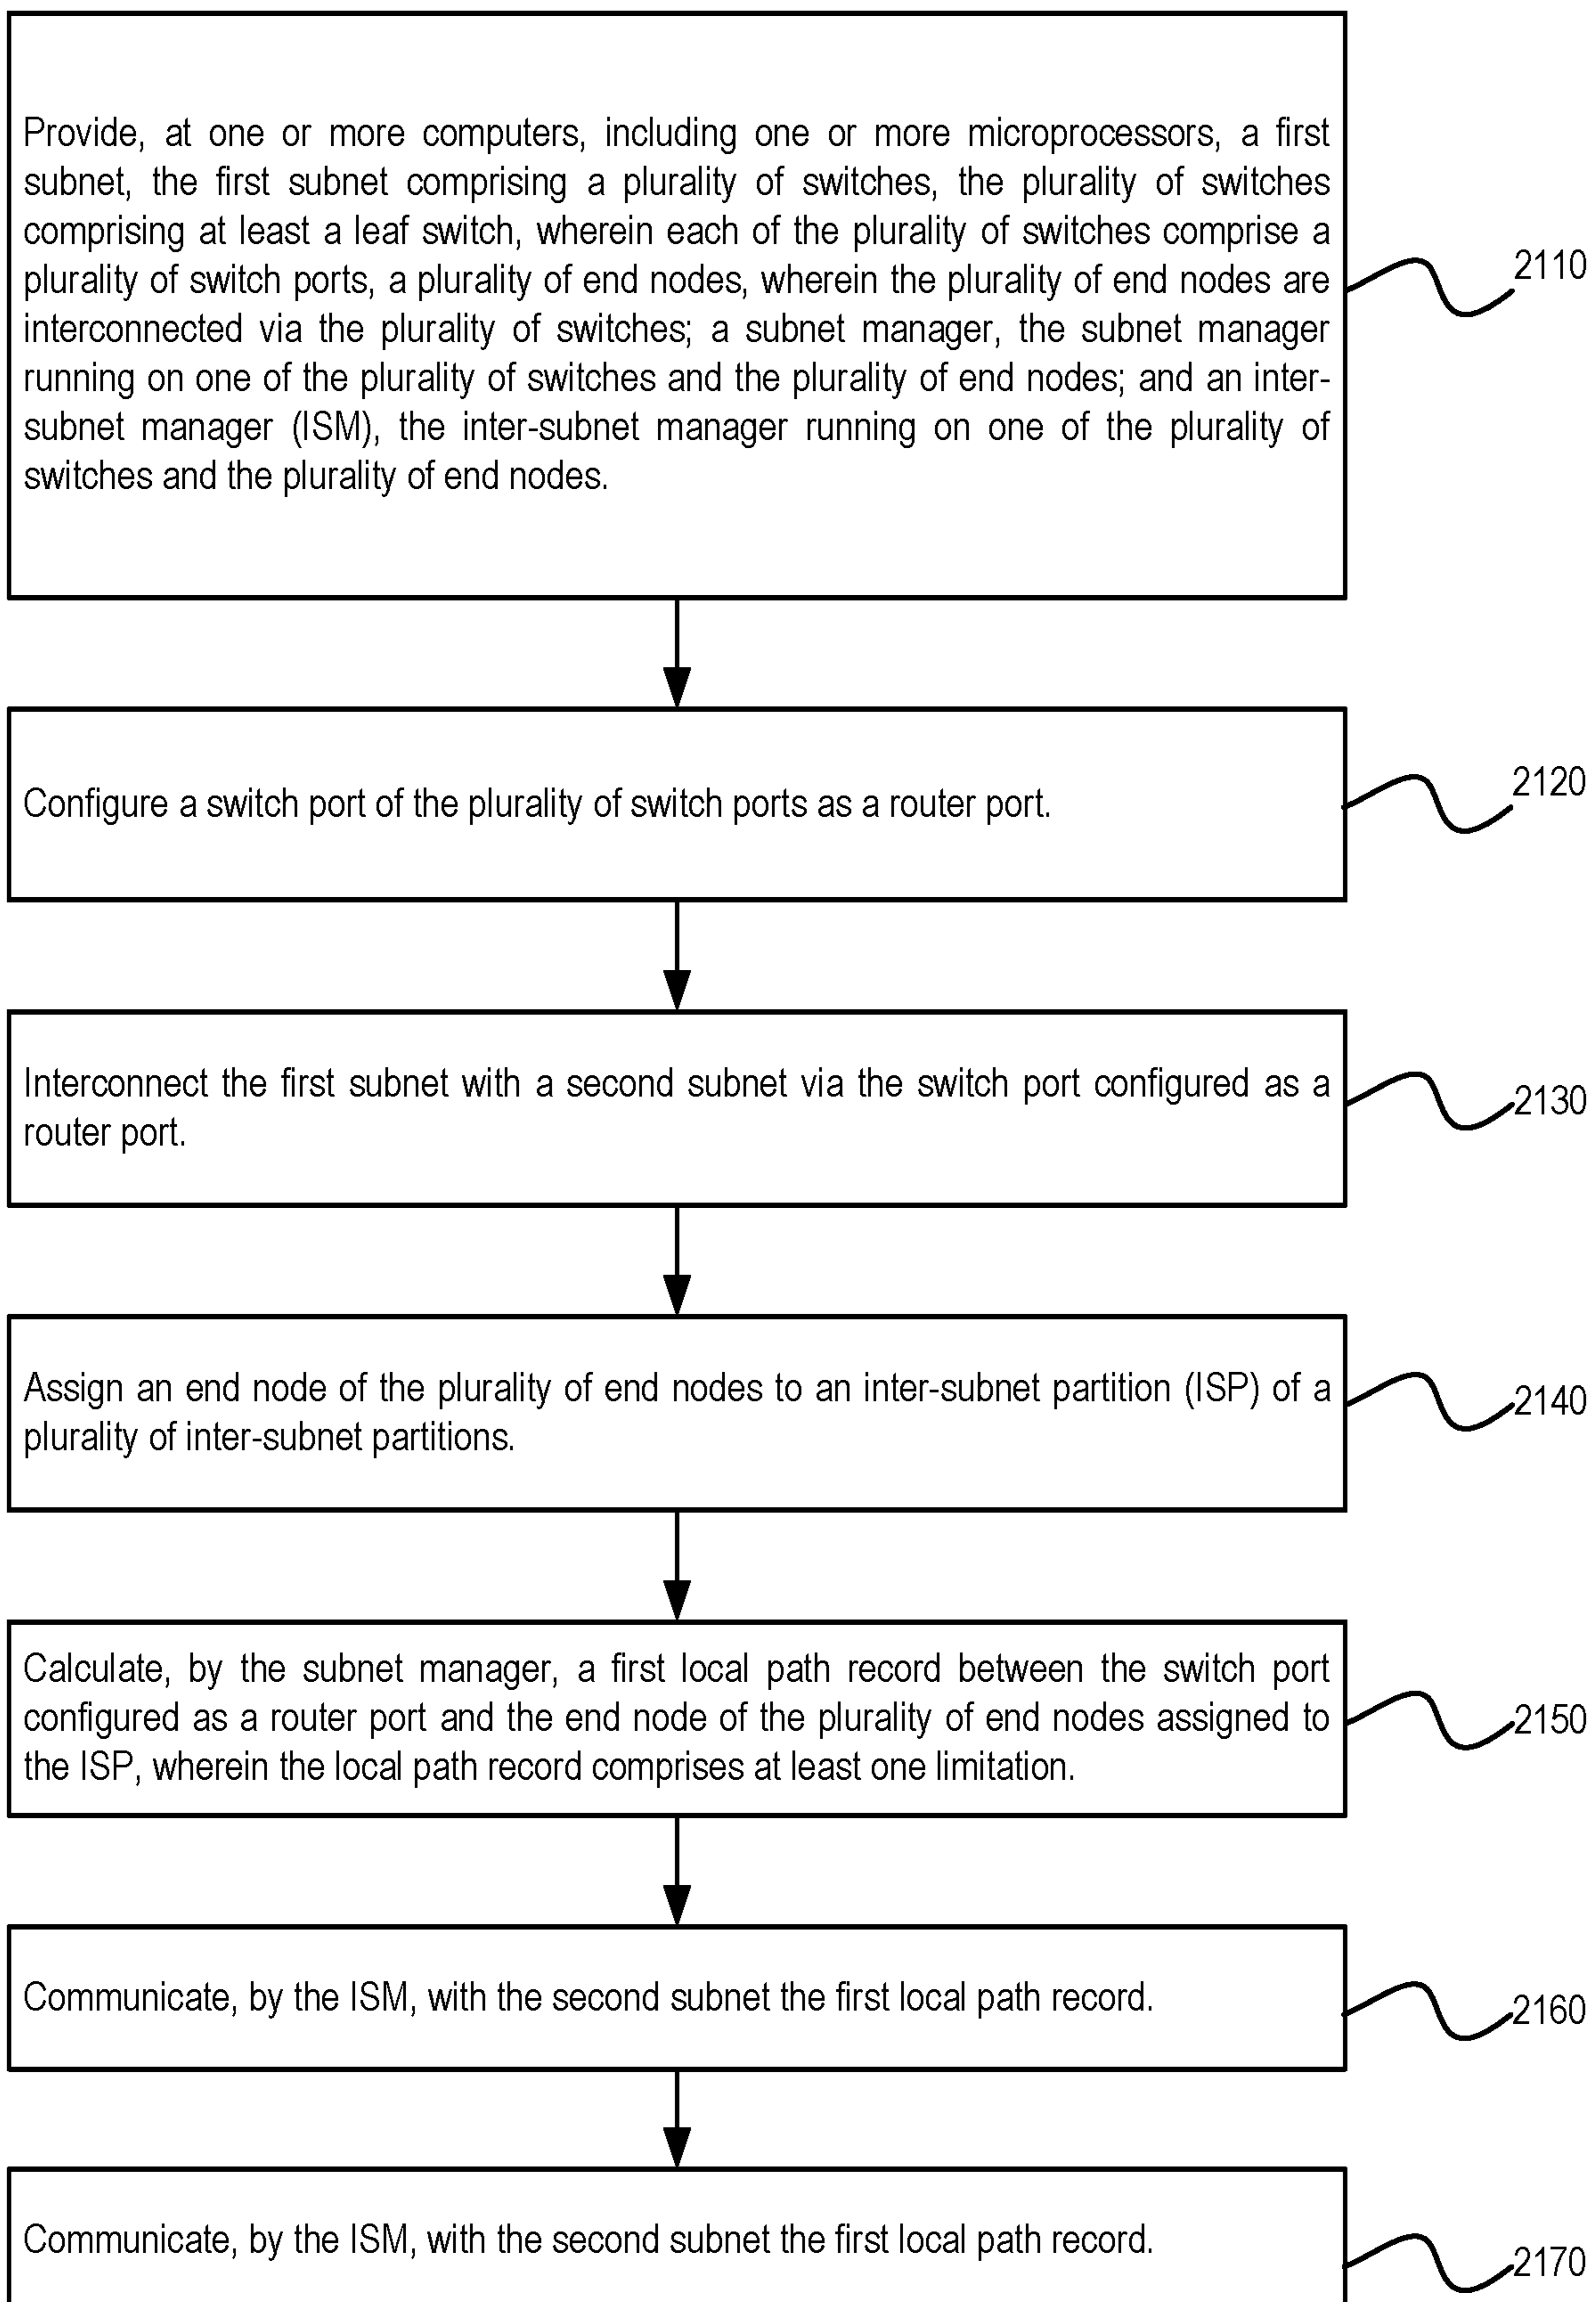 Provide, at one or more computers, including one or more microprocessors, a first
subnet, the first subnet comprising a plurality of switches, the plurality of switches
comprising at least a leaf switch, wherein each of the plurality of switches comprise a
plurality of switch ports, a plurality of end nodes, wherein the plurality of end nodes are
interconnected via the plurality of switches; a subnet manager, the subnet manager
running on one of the plurality of switches and the plurality of end nodes; and an inter-
subnet manager (ISM), the inter-subnet manager running on one of the plurality of
switches and the plurality of end nodes.
2110
Configure a switch port of the plurality of switch ports as a router port.
2120
Interconnect the first subnet with a second subnet via the switch port configured as a
router port.
2130
Assign an end node of the plurality of end nodes to an inter-subnet partition (ISP) of a
plurality of inter-subnet partitions.
2140
Calculate, by the subnet manager, a first local path record between the switch port
configured as a router port and the end node of the plurality of end nodes assigned to
the ISP, wherein the local path record comprises at least one limitation.
2150
Communicate, by the ISM, with the second subnet the first local path record.
2160
Communicate, by the ISM, with the second subnet the first local path record.
2170